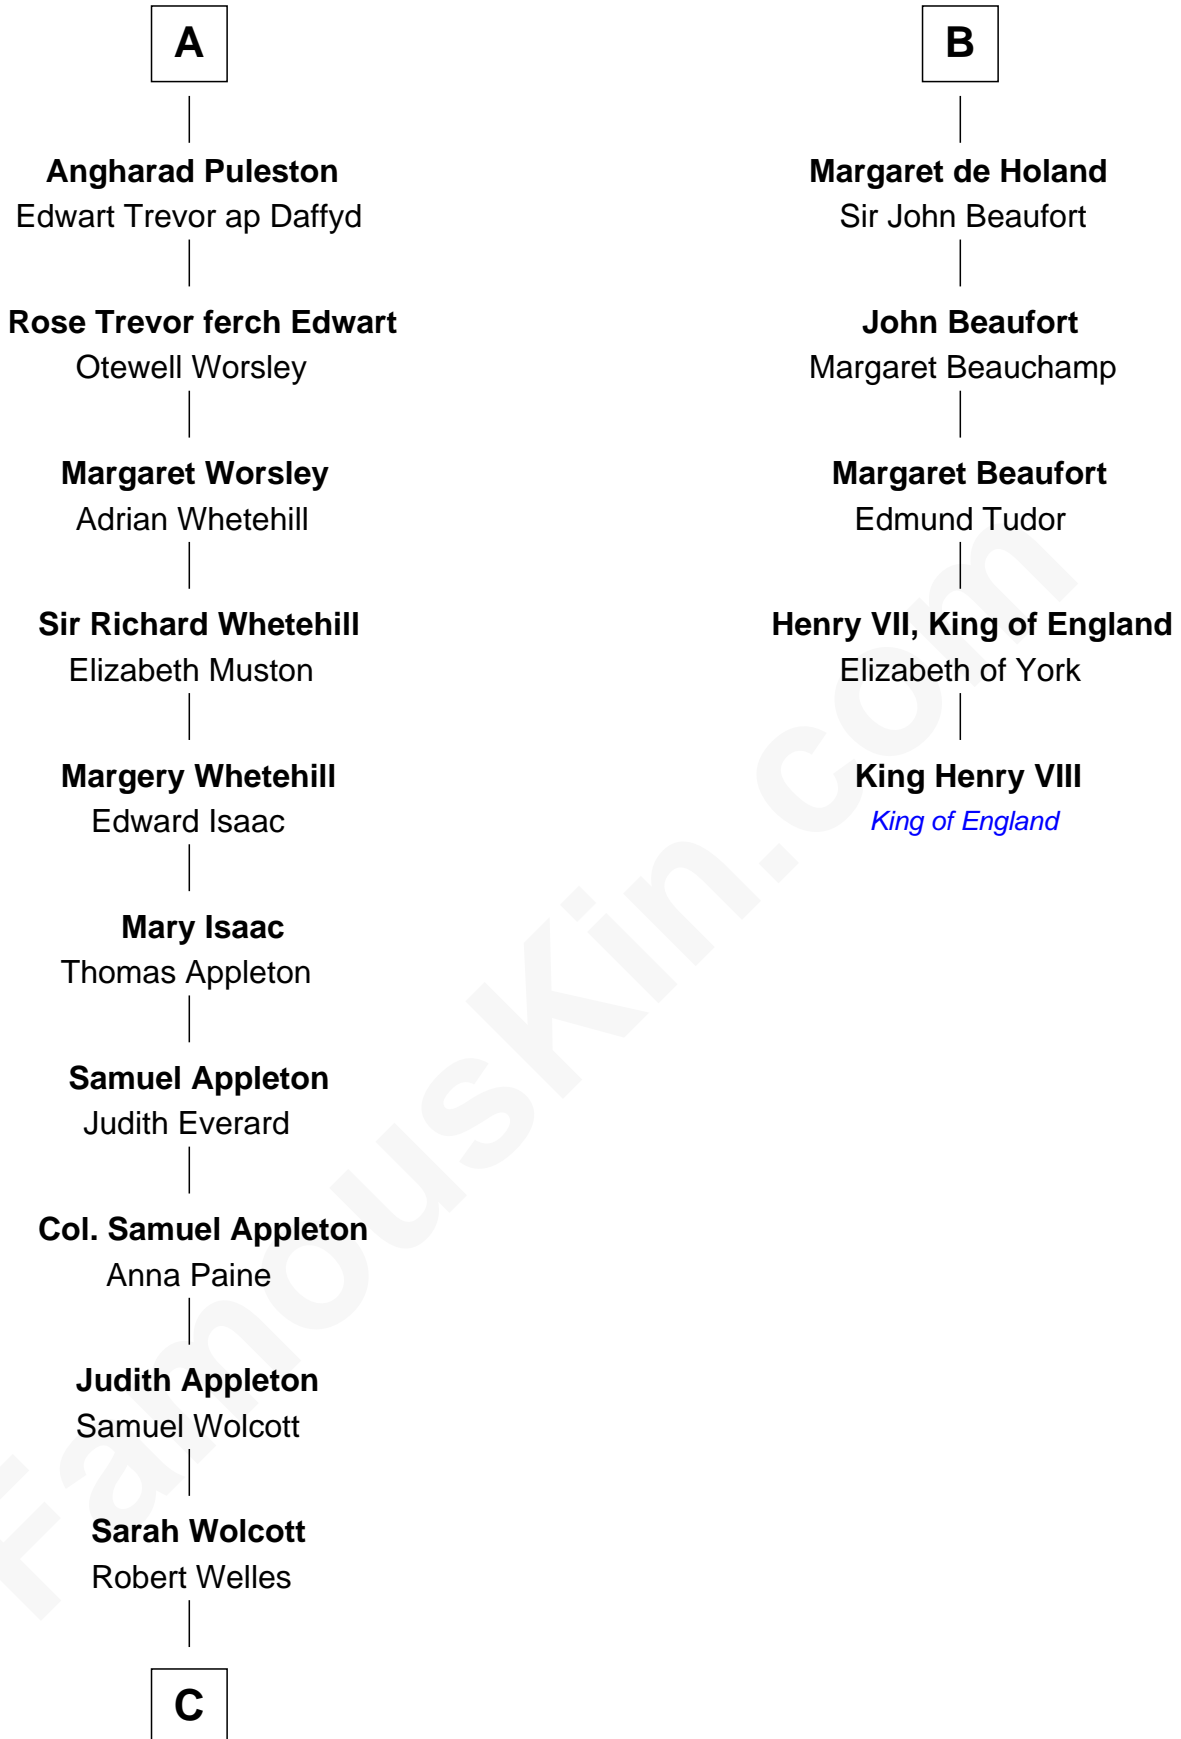 A
Angharad Puleston
Edwart Trevor ap Daffyd
Rose Trevor ferch Edwart
Otewell Worsley
Margaret Worsley
Adrian Whetehill
Sir Richard Whetehill
Elizabeth Muston
Margery Whetehill
Edward Isaac
Mary Isaac
Thomas Appleton
Samuel Appleton
Judith Everard
Col. Samuel Appleton
Anna Paine
Judith Appleton
Samuel Wolcott
Sarah Wolcott
Robert Welles
C
B
Margaret de Holand
Sir John Beaufort
John Beaufort
Margaret Beauchamp
Margaret Beaufort
Edmund Tudor
Henry VII, King of England
Elizabeth of York
King Henry VIII
King of England
FamousKin.com